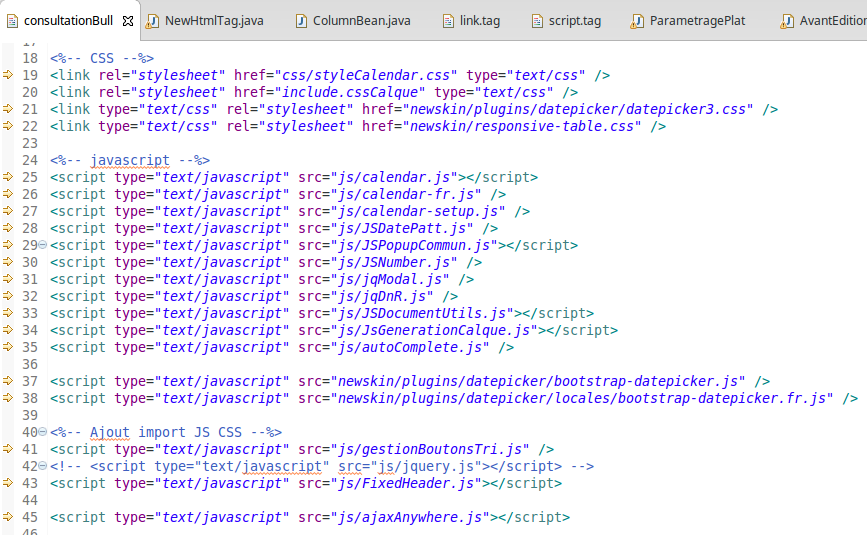 consultationBull
NewHtmlTag.java
ColumnBean.java
link.tag
script.tag
ParametragePlat
AvantEdition
17
18 <%-- CSS --%>
19 <link rel="stylesheet" href="css/styleCalendar.css" type="text/css" />
20 <link rel="stylesheet" href="include.cssCalque" type="text/css" />
21 <link type="text/css" rel="stylesheet" href="newskin/plugins/datepicker/datepicker3.css" />
22 <link type="text/css" rel="stylesheet" href="newskin/responsive-table.css" />
23
24 <%-- javascript --%>
25 <script type="text/javascript" src="js/calendar.js"></script>
26 <script type="text/javascript" src="js/calendar-fr.js" />
27 <script type="text/javascript" src="js/calendar-setup.js" />
28 <script type="text/javascript" src="js/JSDatePatt.js" />
29 <script type="text/javascript" src="js/JSPopupCommun.js"></script>
30 <script type="text/javascript" src="js/JSNumber.js" />
31 <script type="text/javascript" src="js/jqModal.js" />
32 <script type="text/javascript" src="js/jqDnR.js" />
33 <script type="text/javascript" src="js/JSDocumentUtils.js"></script>
34 <script type="text/javascript" src="js/JsGenerationCalque.js"></script>
35 <script type="text/javascript" src="js/autoComplete.js" />
36
37 <script type="text/javascript" src="newskin/plugins/datepicker/bootstrap-datepicker.js" />
38 <script type="text/javascript" src="newskin/plugins/datepicker/locales/bootstrap-datepicker.fr.js" />
39
40 <%-- Ajout import JS CSS --%>
41 <script type="text/javascript" src="js/gestionBoutonsTri.js" />
42 <!-- <script type="text/javascript" src="js/jquery.js"></script> -->
43 <script type="text/javascript" src="js/FixedHeader.js"></script>
44
45 <script type="text/javascript" src="js/ajaxAnywhere.js"></script>
46